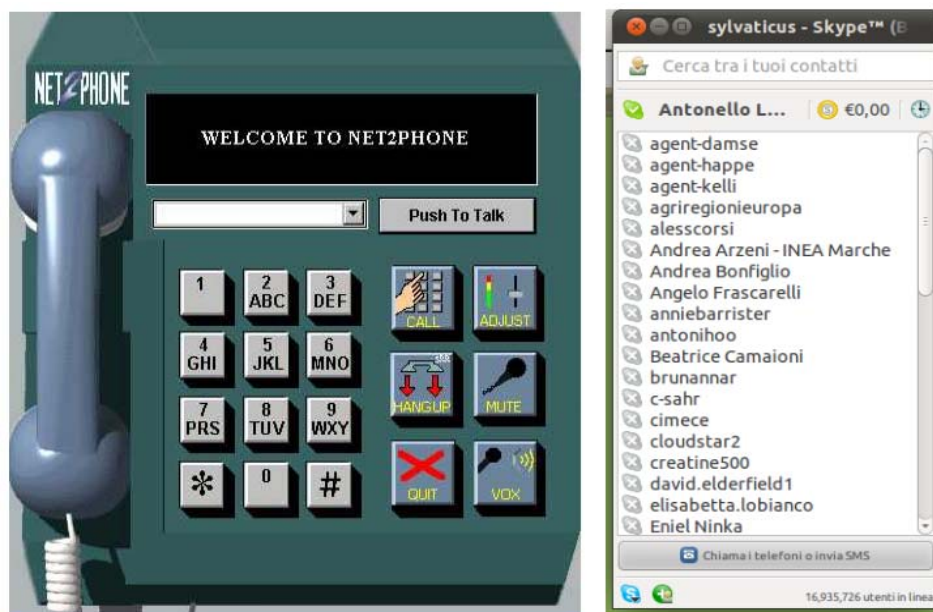 NET2PHONE
WELCOME TO NET2PHONE
Push To Talk
1
2
ABC
3
DEF
CALL
ADJUST
4
GHI
5
JKL
6
MNO
HANGUP
MUTE
7
PRS
8
TUV
9
WXY
*
0
#
QUIT
VOX
sylvaticus - Skype™ (B
Cerca tra i tuoi contatti
Antonello L... €0,00
agent-damse
agent-happe
agent-kelli
agriregionieuropa
alesscorsi
Andrea Arzeni - INEA Marche
Andrea Bonfiglio
Angelo Frascarelli
anniebarrister
antonihoo
Beatrice Camaioni
brunannar
c-sahr
cimece
cloudstar2
creatine500
david.elderfield1
elisabetta.lobianco
Eniel Ninka
Chiama i telefoni o invia SMS
16,935,726 utenti in linea